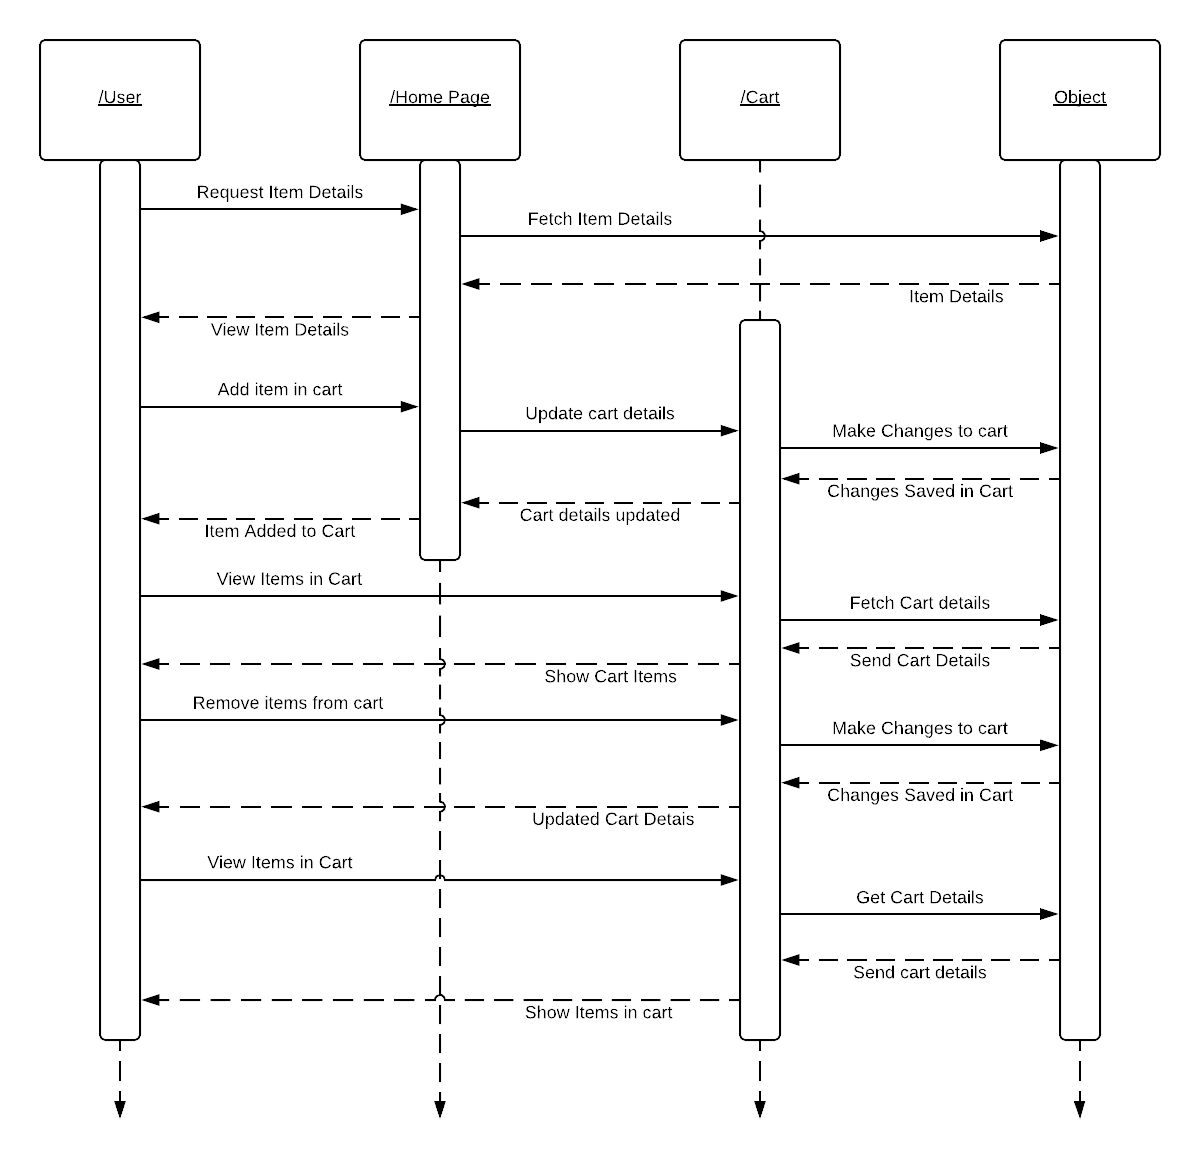 /User
/Home Page
/Cart
Object
Request Item Details
Fetch Item Details
Item Details
View Item Details
Add item in cart
Update cart details
Make Changes to cart
Changes Saved in Cart
Cart details updated
Item Added to Cart
View Items in Cart
Fetch Cart details
Send Cart Details
Show Cart Items
Remove items from cart
Make Changes to cart
Changes Saved in Cart
Updated Cart Detais
View Items in Cart
Get Cart Details
Send cart details
Show Items in cart